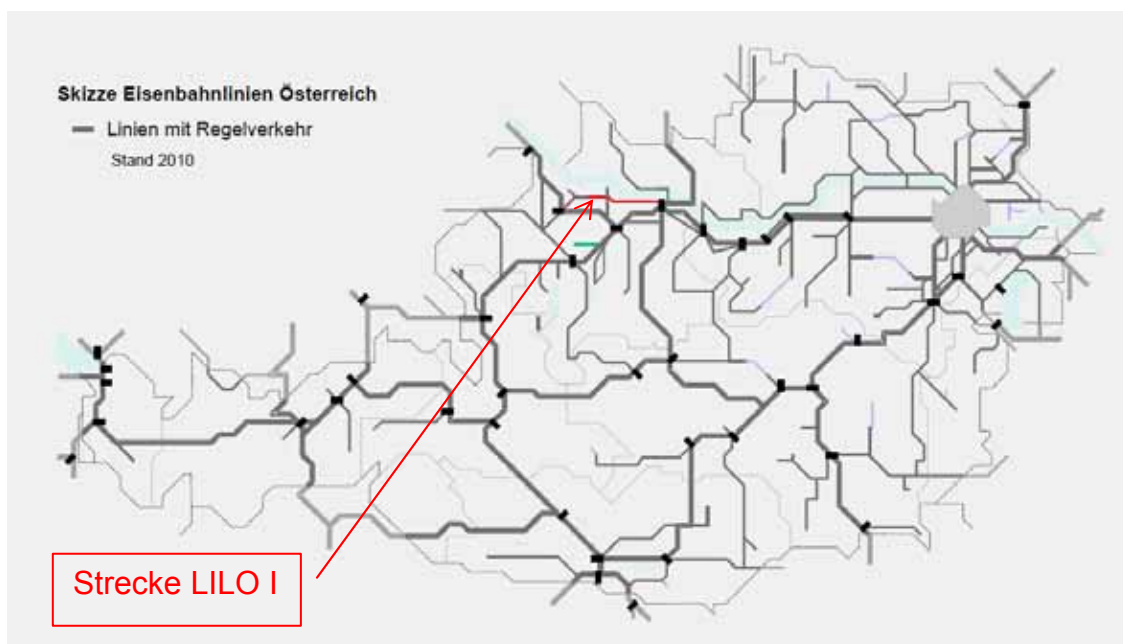 Skizze Eisenbahnlinien Österreich
Linien mit Regelverkehr
Stand 2010
Strecke LILO I